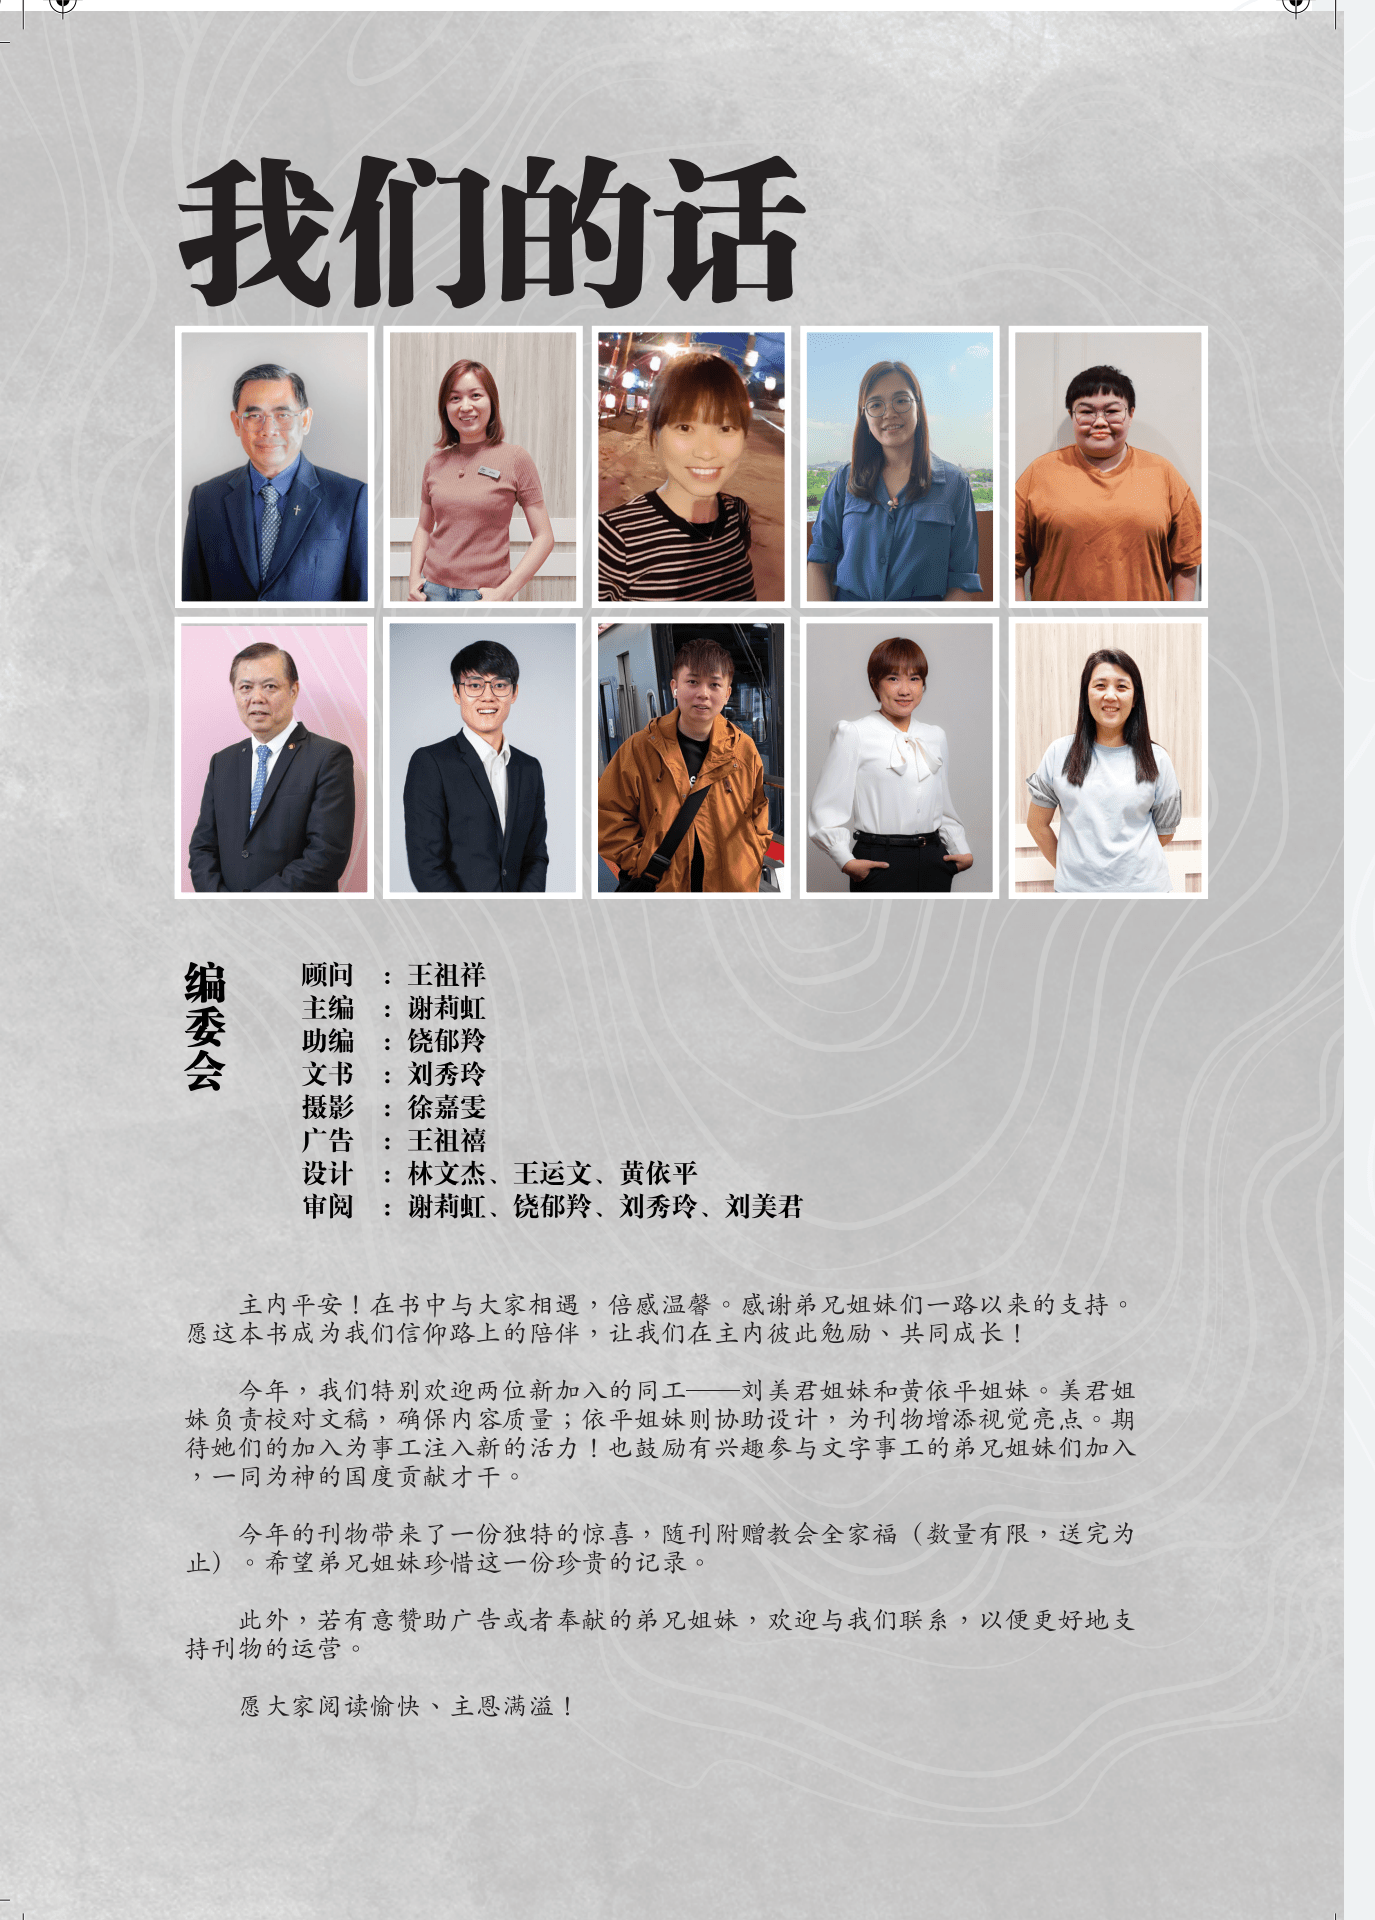 我们的话
编委会
顾问 : 王祖祥
主编 : 谢莉虹
助编 : 饶郁羚
文书 : 刘秀玲
摄影 : 徐嘉雯
广告 : 王祖禧
设计 : 林文杰、王运文、黄依平
审阅 : 谢莉虹、饶郁羚、刘秀玲、刘美君
主内平安！在书中与大家相遇，倍感温馨。感谢弟兄姐妹们一路以来的支持。
愿这本书成为我们信仰路上的陪伴，让我们在主内彼此勉励、共同成长！
今年，我们特别欢迎两位新加入的同工——刘美君姐妹和黄依平姐妹。美君姐
妹负责校对文稿，确保内容质量；依平姐妹则协助设计，为刊物增添视觉亮点。期
待她们的加入为事工注入新的活力！也鼓励有兴趣参与文字事工的弟兄姐妹们加入
，一同为神的国度贡献才干。
今年的刊物带来了一份独特的惊喜，随刊附赠教会全家福（数量有限，送完为
止）。希望弟兄姐妹珍惜这一份珍贵的记录。
此外，若有意赞助广告或者奉献的弟兄姐妹，欢迎与我们联系，以便更好地支
持刊物的运营。
愿大家阅读愉快、主恩满溢！